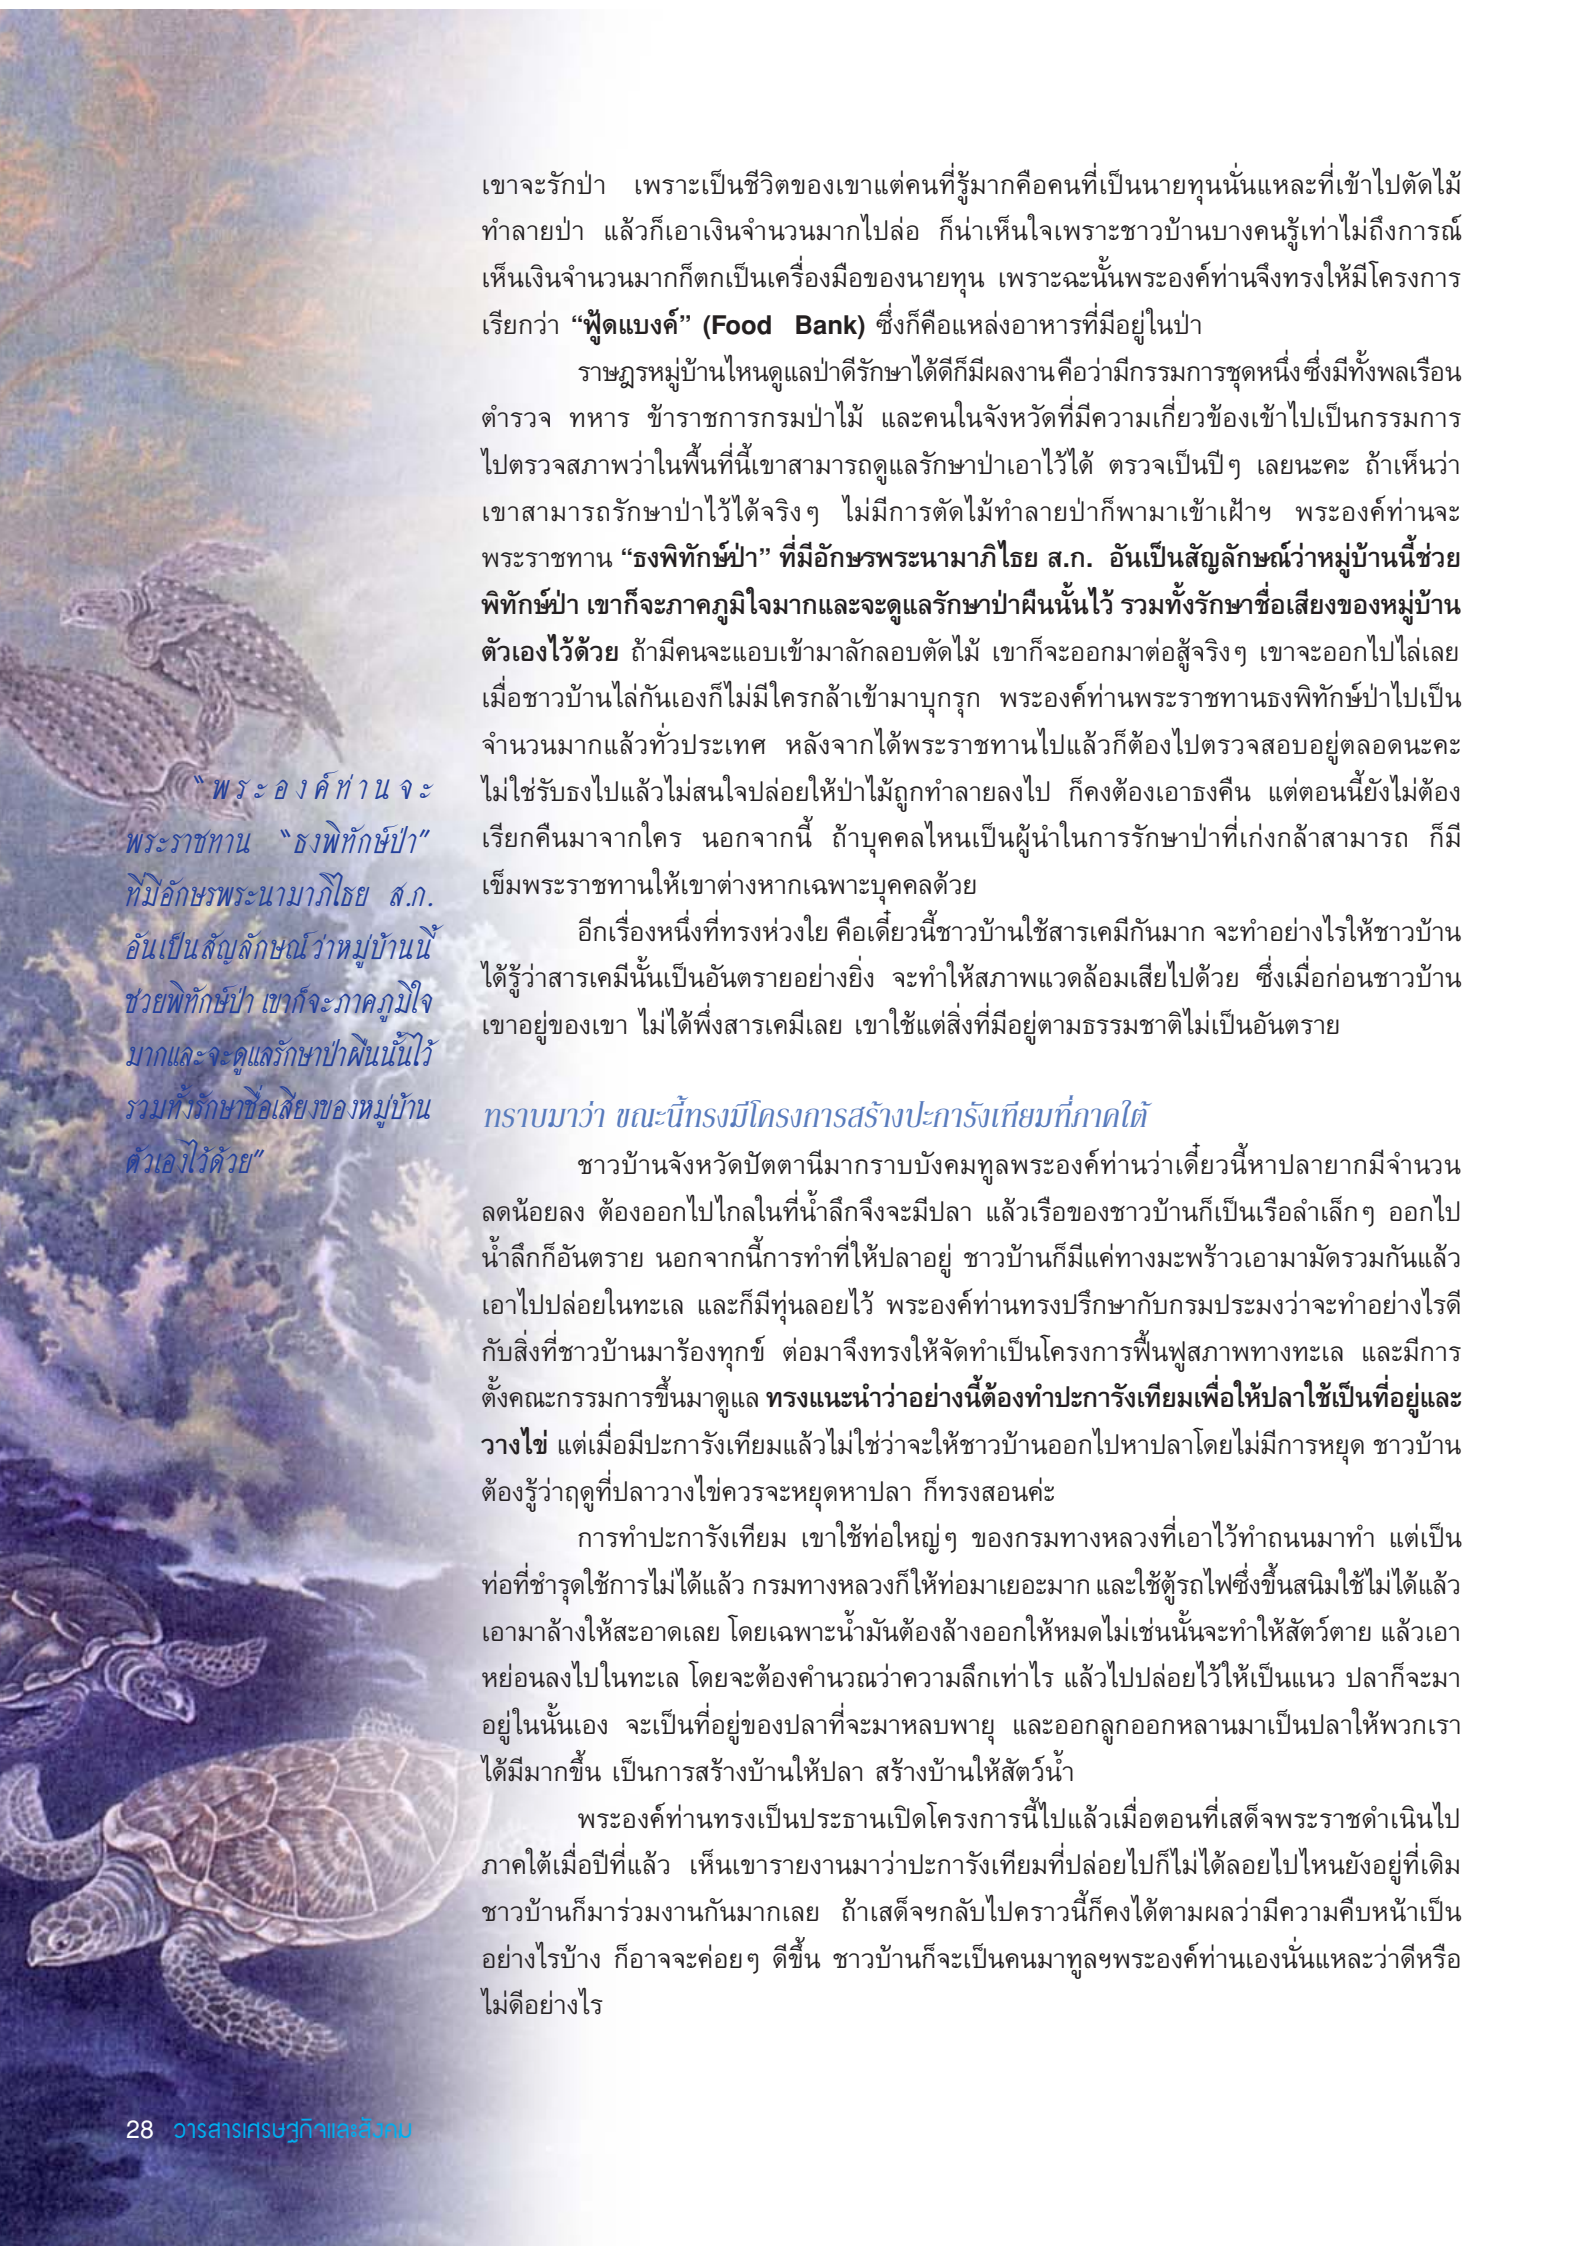 เขาจะรักป่า เพราะเป็นชีวิตของเขาแต่คนที่รู้มากคือคนที่เป็นนายทุนนั่นแหละที่เข้าไปตัดไม้
ทำลายป่า แล้วก็เอาเงินจำนวนมากไปล่อ ก็น่าเห็นใจเพราะชาวบ้านบางคนรู้เท่าไม่ถึงการณ์
เห็นเงินจำนวนมากก็ตกเป็นเครื่องมือของนายทุน เพราะฉะนั้นพระองค์ท่านจึงทรงให้มีโครงการ
เรียกว่า “ฟู้ดแบงค์” (Food Bank) ซึ่งก็คือแหล่งอาหารที่มีอยู่ในป่า
ราษฎรหมู่บ้านไหนดูแลป่าดีรักษาได้ดีก็มีผลงาน คือว่ามีกรรมการชุดหนึ่งซึ่งมีทั้งพลเรือน
ตำรวจ ทหาร ข้าราชการกรมป่าไม้ และคนในจังหวัดที่มีความเกี่ยวข้องเข้าไปเป็นกรรมการ
ไปตรวจสภาพว่าในพื้นที่นี้เขาสามารถดูแลรักษาป่าเอาไว้ได้ ตรวจเป็นปีๆ เลยนะคะ ถ้าเห็นว่า
เขาสามารถรักษาป่าไว้ได้จริงๆ ไม่มีการตัดไม้ทำลายป่าก็พามาเข้าเฝ้าฯ พระองค์ท่านจะ
พระราชทาน “ธงพิทักษ์ป่า” ที่มีอักษรพระนามาภิไธย ส.ก. อันเป็นสัญลักษณ์ว่าหมู่บ้านนี้ช่วย
พิทักษ์ป่า เขาก็จะภาคภูมิใจมากและจะดูแลรักษาป่าผืนนั้นไว้ รวมทั้งรักษาชื่อเสียงของหมู่บ้าน
ตัวเองไว้ด้วย ถ้ามีคนจะแอบเข้ามาลักลอบตัดไม้ เขาก็จะออกมาต่อสู้จริงๆ เขาจะออกไปไล่เลย
เมื่อชาวบ้านไล่กันเองก็ไม่มีใครกล้าเข้ามาบุกรุก พระองค์ท่านพระราชทานธงพิทักษ์ป่าไปเป็น
จำนวนมากแล้วทั่วประเทศ หลังจากได้พระราชทานไปแล้วก็ต้องไปตรวจสอบอยู่ตลอดนะคะ
ไม่ใช่รับธงไปแล้วไม่สนใจปล่อยให้ป่าไม้ถูกทำลายลงไป ก็คงต้องเอาธงคืน แต่ตอนนี้ยังไม่ต้อง
เรียกคืนมาจากใคร นอกจากนี้ ถ้าบุคคลไหนเป็นผู้นำในการรักษาป่าที่เก่งกล้าสามารถ ก็มี
เข็มพระราชทานให้เขาต่างหากเฉพาะบุคคลด้วย
อีกเรื่องหนึ่งที่ทรงห่วงใย คือเดี๋ยวนี้ชาวบ้านใช้สารเคมีกันมาก จะทำอย่างไรให้ชาวบ้าน
ได้รู้ว่าสารเคมีนั้นเป็นอันตรายอย่างยิ่ง จะทำให้สภาพแวดล้อมเสียไปด้วย ซึ่งเมื่อก่อนชาวบ้าน
เขาอยู่ของเขา ไม่ได้พึ่งสารเคมีเลย เขาใช้แต่สิ่งที่มีอยู่ตามธรรมชาติไม่เป็นอันตราย
“พระองค์ท่านจะ
พระราชทาน “ธงพิทักษ์ป่า”
ที่มีอักษรพระนามาภิไธย ส.ก.
อันเป็นสัญลักษณ์ว่าหมู่บ้านนี้
ช่วยพิทักษ์ป่า เขาก็จะภาคภูมิใจ
มากและจะดูแลรักษาป่าผืนนั้นไว้
รวมทั้งรักษาชื่อเสียงของหมู่บ้าน
ตัวเองไว้ด้วย”
ทราบมาว่า ขณะนี้ทรงมีโครงการสร้างปะการังเทียมที่ภาคใต้
ชาวบ้านจังหวัดปัตตานีมากราบบังคมทูลพระองค์ท่านว่าเดี๋ยวนี้หาปลายากมีจำนวน
ลดน้อยลง ต้องออกไปไกลในที่น้ำลึกจึงจะมีปลา แล้วเรือของชาวบ้านก็เป็นเรือลำเล็กๆ ออกไป
น้ำลึกก็อันตราย นอกจากนี้การทำที่ให้ปลาอยู่ ชาวบ้านก็มีแค่ทางมะพร้าวเอามามัดรวมกันแล้ว
เอาไปปล่อยในทะเล และก็มีทุ่นลอยไว้ พระองค์ท่านทรงปรึกษากับกรมประมงว่าจะทำอย่างไรดี
กับสิ่งที่ชาวบ้านมาร้องทุกข์ ต่อมาจึงทรงให้จัดทำเป็นโครงการฟื้นฟูสภาพทางทะเล และมีการ
ตั้งคณะกรรมการขึ้นมาดูแล ทรงแนะนำว่าอย่างนี้ต้องทำปะการังเทียมเพื่อให้ปลาใช้เป็นที่อยู่และ
วางไข่ แต่เมื่อมีปะการังเทียมแล้วไม่ใช่ว่าจะให้ชาวบ้านออกไปหาปลาโดยไม่มีการหยุด ชาวบ้าน
ต้องรู้ว่าฤดูที่ปลาวางไข่ควรจะหยุดหาปลา ก็ทรงสอนค่ะ
การทำปะการังเทียม เขาใช้ท่อใหญ่ๆ ของกรมทางหลวงที่เอาไว้ทำถนนมาทำ แต่เป็น
ท่อที่ชำรุดใช้การไม่ได้แล้ว กรมทางหลวงก็ให้ท่อมาเยอะมาก และใช้ตู้รถไฟซึ่งขึ้นสนิมใช้ไม่ได้แล้ว
เอามาล้างให้สะอาดเลย โดยเฉพาะน้ำมันต้องล้างออกให้หมดไม่เช่นนั้นจะทำให้สัตว์ตาย แล้วเอา
หย่อนลงไปในทะเล โดยจะต้องคำนวณว่าความลึกเท่าไร แล้วไปปล่อยไว้ให้เป็นแนว ปลาก็จะมา
อยู่ในนั้นเอง จะเป็นที่อยู่ของปลาที่จะมาหลบพายุ และออกลูกออกหลานมาเป็นปลาให้พวกเรา
ได้มีมากขึ้น เป็นการสร้างบ้านให้ปลา สร้างบ้านให้สัตว์น้ำ
พระองค์ท่านทรงเป็นประธานเปิดโครงการนี้ไปแล้วเมื่อตอนที่เสด็จพระราชดำเนินไป
ภาคใต้เมื่อปีที่แล้ว เห็นเขารายงานมาว่าปะการังเทียมที่ปล่อยไปก็ไม่ได้ลอยไปไหนยังอยู่ที่เดิม
ชาวบ้านก็มาร่วมงานกันมากเลย ถ้าเสด็จฯกลับไปคราวนี้ก็คงได้ตามผลว่ามีความคืบหน้าเป็น
อย่างไรบ้าง ก็อาจจะค่อยๆ ดีขึ้น ชาวบ้านก็จะเป็นคนมาทูลฯพระองค์ท่านเองนั่นแหละว่าดีหรือ
ไม่ดีอย่างไร
28 วารสารเศรษฐกิจและสังคม